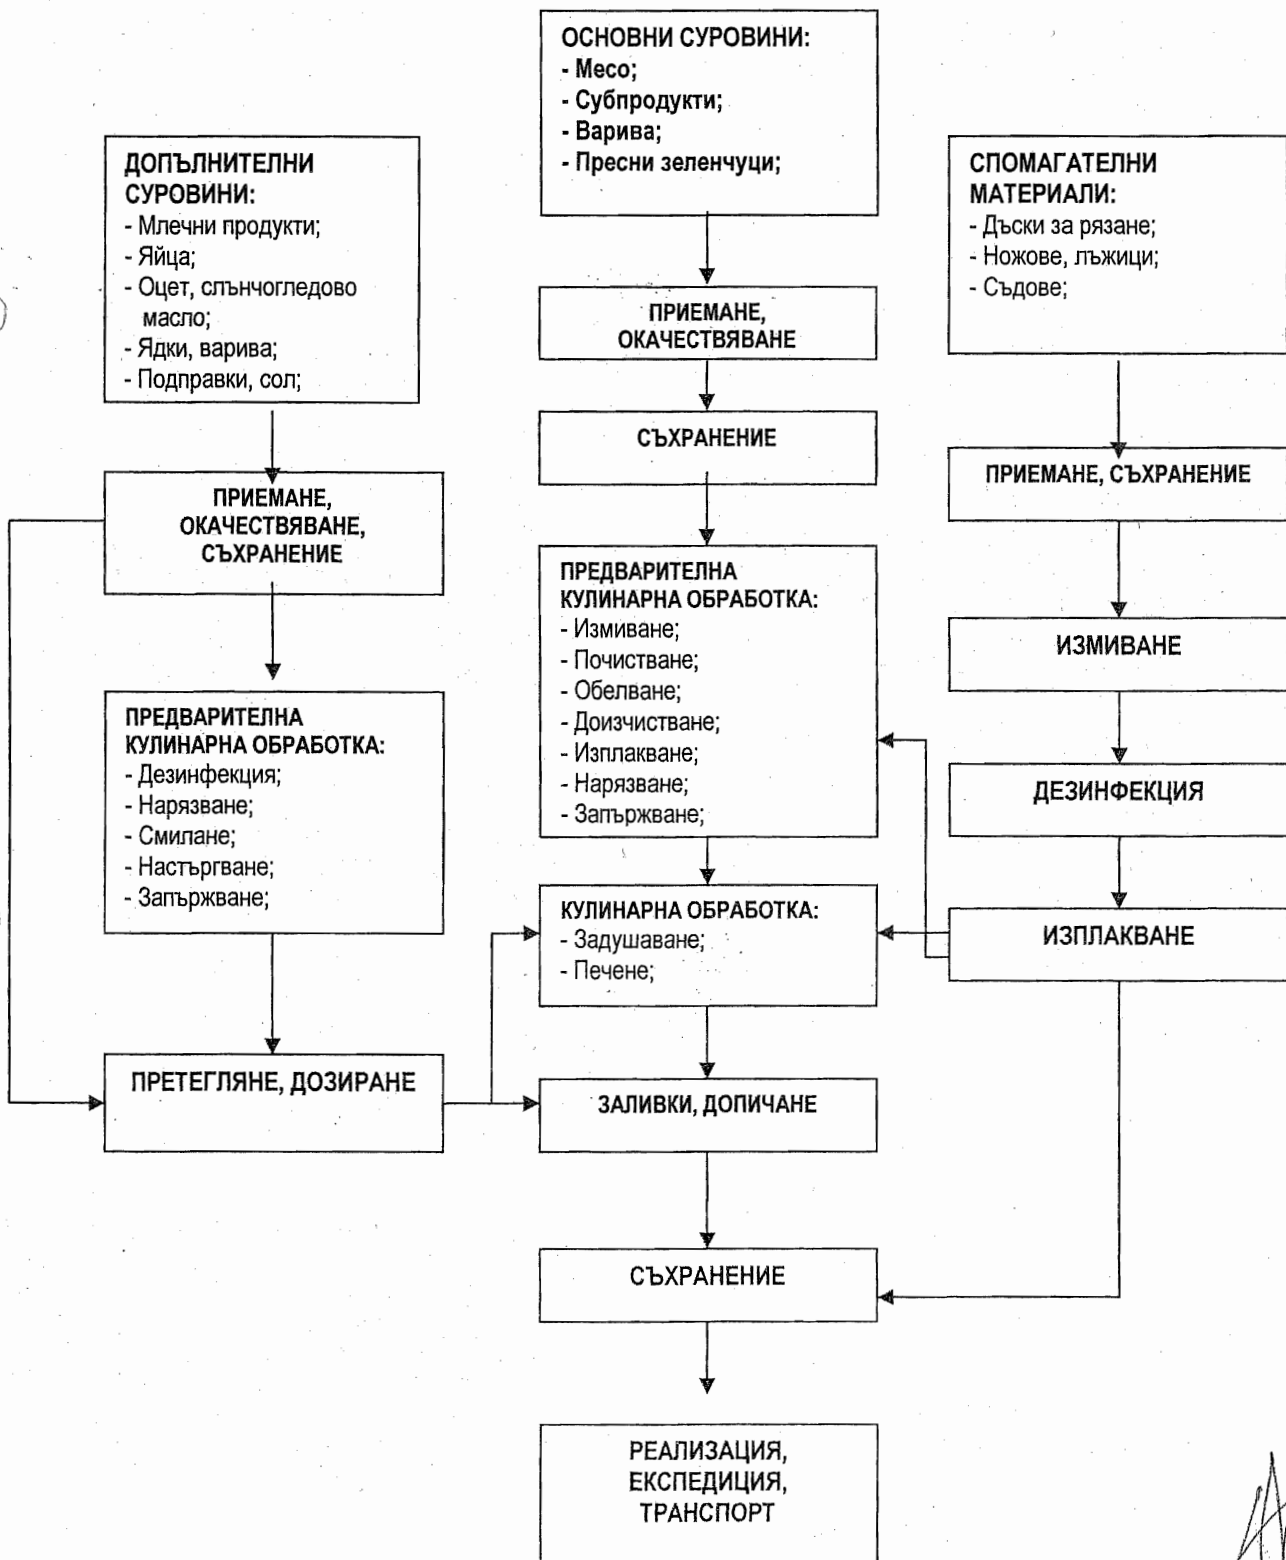 ОСНОВНИ СУРОВИНИ:
- Месо;
- Субпродукти;
- Варива;
- Пресни зеленчуци;
ДОПЪЛНИТЕЛНИ
СУРОВИНИ:
- Млечни продукти;
- Яйца;
- Оцет, слънчогледово
масло;
- Ядки, варива;
- Подправки, сол;
СПОМАГАТЕЛНИ
МАТЕРИАЛИ:
- Дъски за рязане;
- Ножове, лъжици;
- Съдове;
ПРИЕМАНЕ,
ОКАЧЕСТВЯВАНЕ
СЪХРАНЕНИЕ
ПРИЕМАНЕ, СЪХРАНЕНИЕ
ПРИЕМАНЕ,
ОКАЧЕСТВЯВАНЕ,
СЪХРАНЕНИЕ
ПРЕДВАРИТЕЛНА
КУЛИНАРНА ОБРАБОТКА:
- Измиване;
- Почистване;
- Обелване;
- Доизчистване;
- Изплакване;
- Нарязване;
- Запържване;
ИЗМИВАНЕ
ПРЕДВАРИТЕЛНА
КУЛИНАРНА ОБРАБОТКА:
- Дезинфекция;
- Нарязване;
- Смилане;
- Настъргване;
- Запържване;
ДЕЗИНФЕКЦИЯ
КУЛИНАРНА ОБРАБОТКА:
- Задушаване;
- Печене;
ИЗПЛАКВАНЕ
ПРЕТЕГЛЯНЕ, ДОЗИРАНЕ
ЗАЛИВКИ, ДОПИЧАНЕ
СЪХРАНЕНИЕ
РЕАЛИЗАЦИЯ,
ЕКСПЕДИЦИЯ,
ТРАНСПОРТ